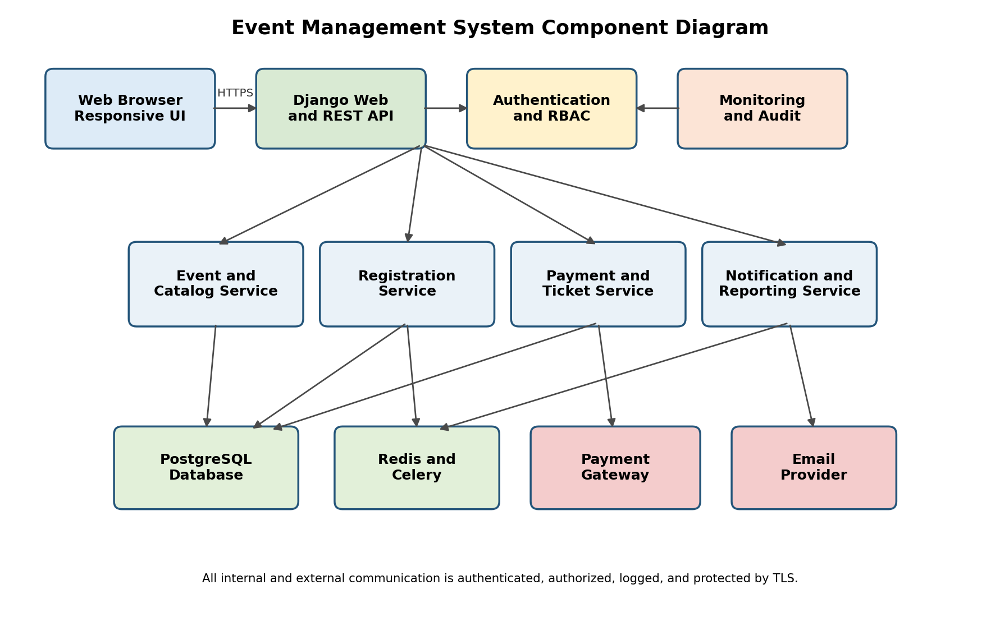 Event Management System Component Diagram
Web Browser
Responsive UI
HTTPS
Django Web
and REST API
Authentication
and RBAC
Monitoring
and Audit
Event and
Catalog Service
Registration
Service
Payment and
Ticket Service
Notification and
Reporting Service
PostgreSQL
Database
Redis and
Celery
Payment
Gateway
Email
Provider
All internal and external communication is authenticated, authorized, logged, and protected by TLS.